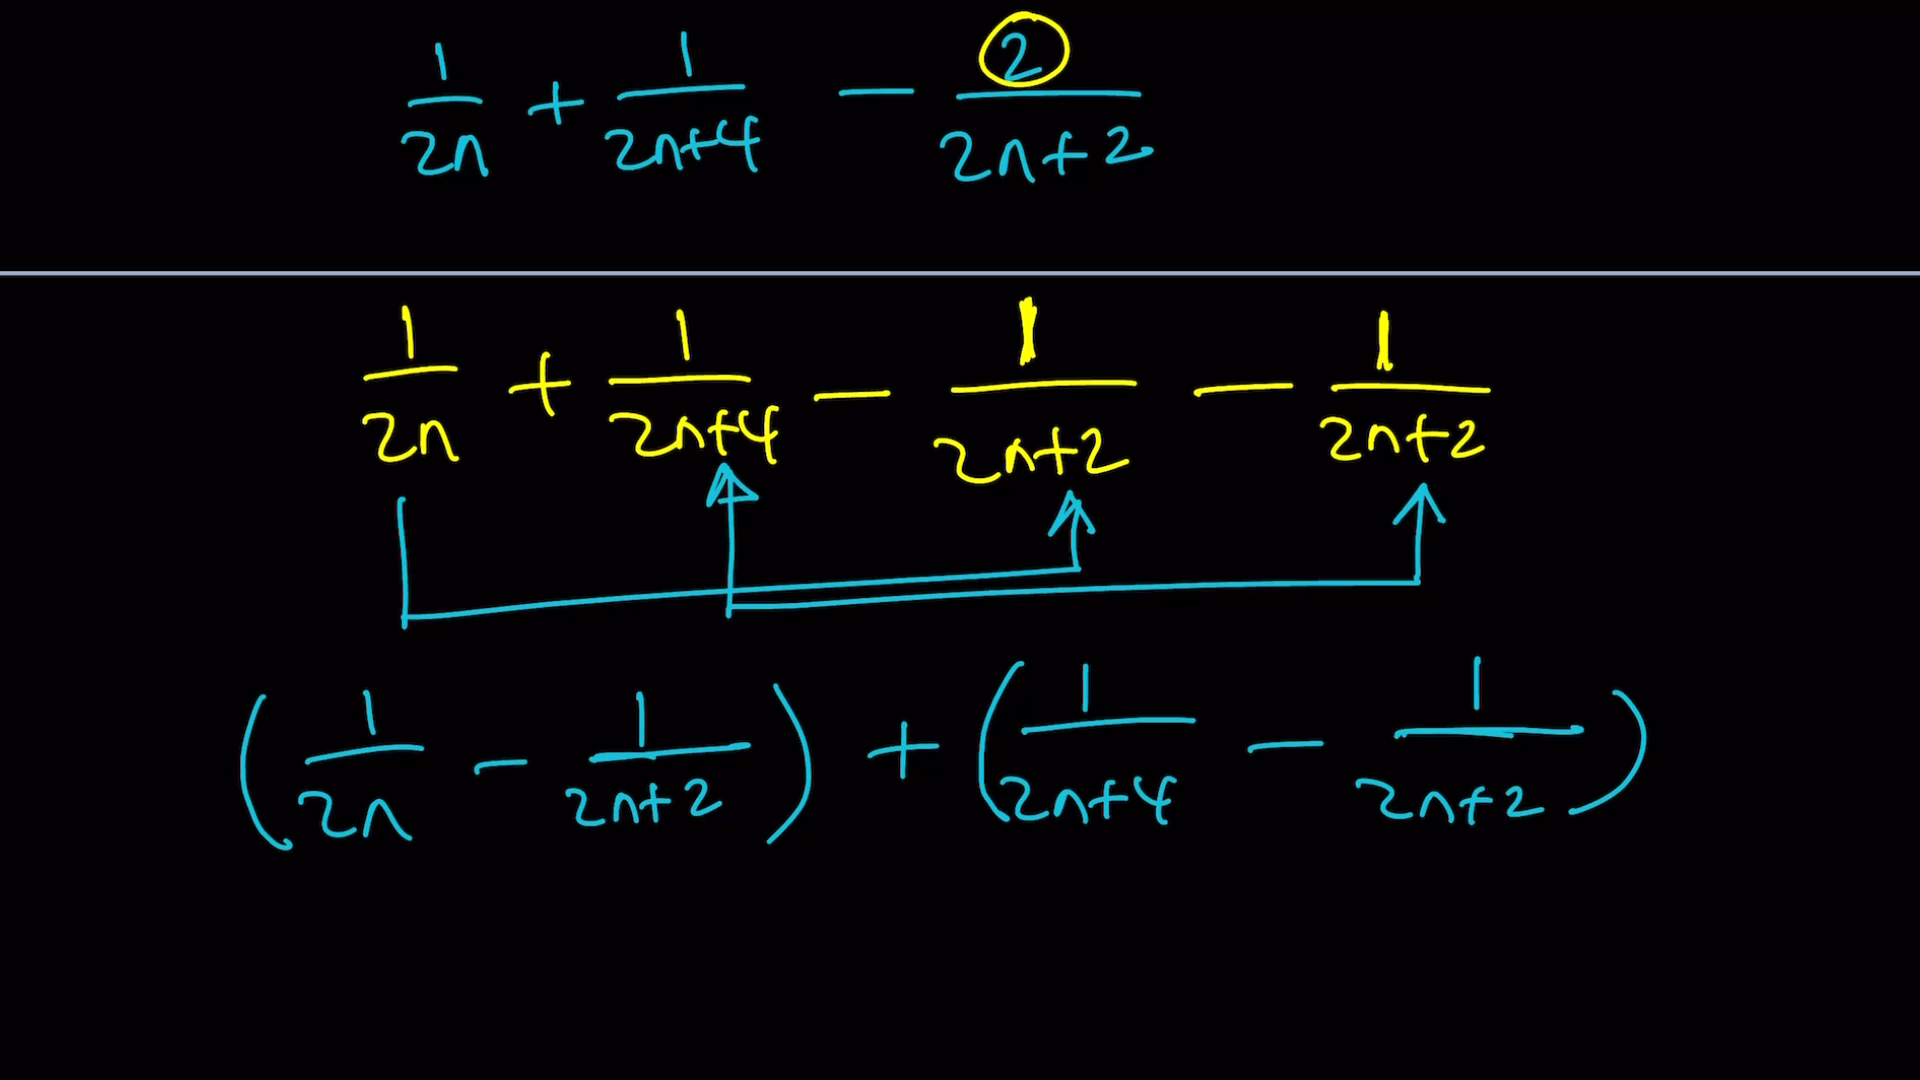 1/2n + 1/2n+4 − 2/2n+2
1/2n + 1/2n+4 − 1/2n+2 − 1/2n+2
(1/2n − 1/2n+2) + (1/2n+4 − 1/2n+2)